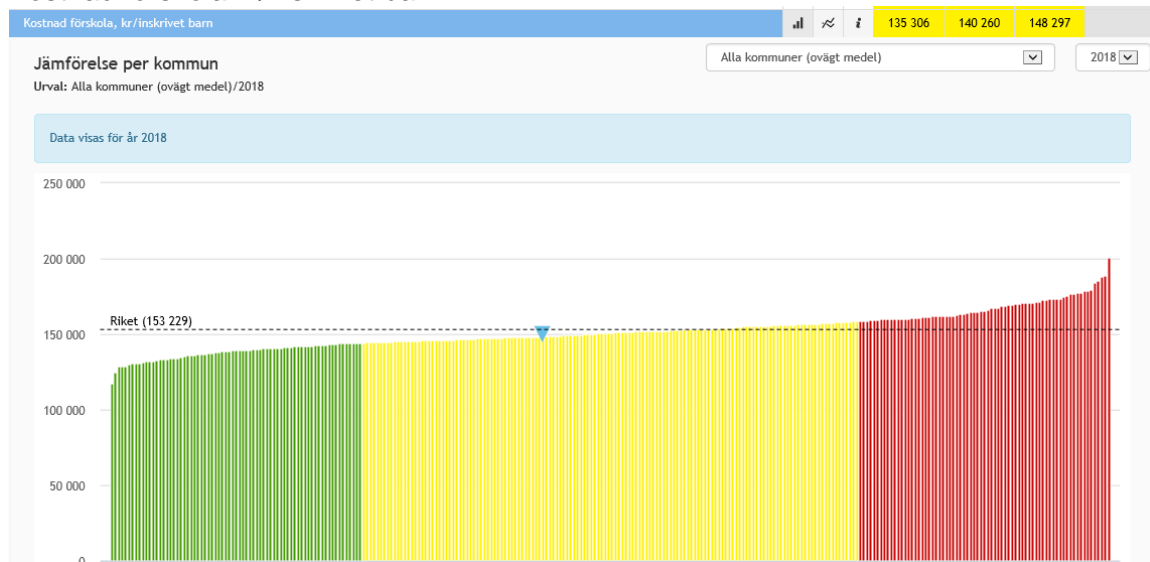 Kostnad förskola, kr/inskrivet barn
135 306 140 260 148 297
Jämförelse per kommun
Alla kommuner (ovägt medel) 2018
Urval: Alla kommuner (ovägt medel)/2018
Data visas för år 2018
250 000
200 000
Riket (153 229)
150 000
100 000
50 000
0